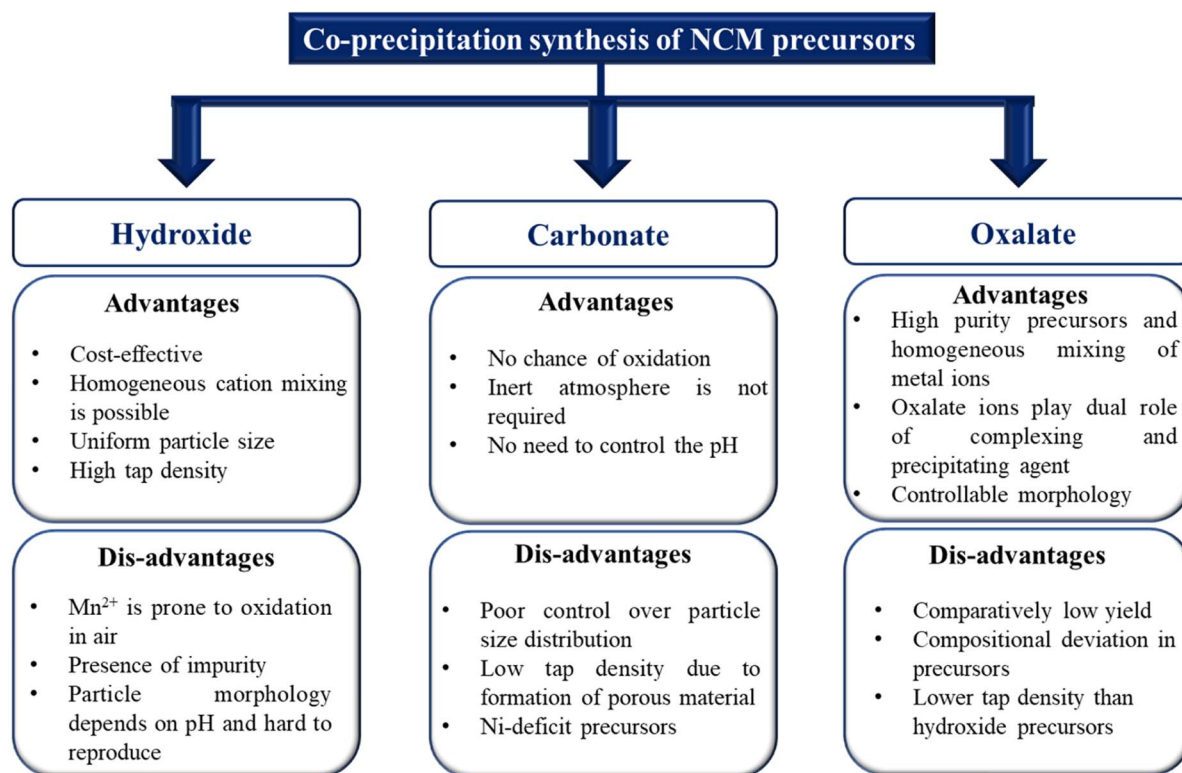 Co-precipitation synthesis of NCM precursors
Hydroxide
Advantages
• Cost-effective
• Homogeneous cation mixing
is possible
• Uniform particle size
• High tap density
Dis-advantages
• Mn²⁺ is prone to oxidation
in air
• Presence of impurity
• Particle morphology
depends on pH and hard to
reproduce
Carbonate
Advantages
• No chance of oxidation
• Inert atmosphere is not
required
• No need to control the pH
Dis-advantages
• Poor control over particle
size distribution
• Low tap density due to
formation of porous material
• Ni-deficit precursors
Oxalate
Advantages
• High purity precursors and
homogeneous mixing of
metal ions
• Oxalate ions play dual role
of complexing and
precipitating agent
• Controllable morphology
Dis-advantages
• Comparatively low yield
• Compositional deviation in
precursors
• Lower tap density than
hydroxide precursors